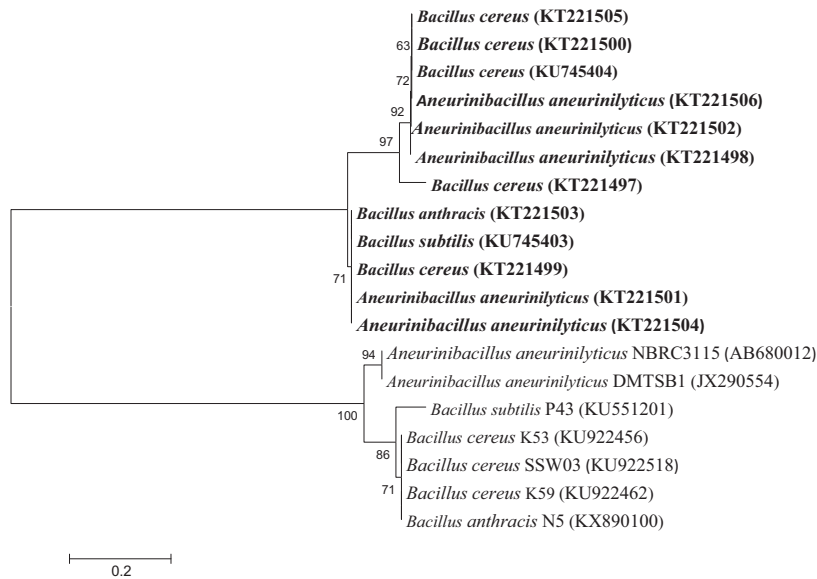 Bacillus cereus (KT221505)
63
Bacillus cereus (KT221500)
Bacillus cereus (KU745404)
72
Aneurinibacillus aneurinilyticus (KT221506)
92
Aneurinibacillus aneurinilyticus (KT221502)
97
Aneurinibacillus aneurinilyticus (KT221498)
Bacillus cereus (KT221497)
Bacillus anthracis (KT221503)
Bacillus subtilis (KU745403)
Bacillus cereus (KT221499)
71
Aneurinibacillus aneurinilyticus (KT221501)
Aneurinibacillus aneurinilyticus (KT221504)
94
Aneurinibacillus aneurinilyticus NBRC3115 (AB680012)
Aneurinibacillus aneurinilyticus DMTSB1 (JX290554)
100
Bacillus subtilis P43 (KU551201)
Bacillus cereus K53 (KU922456)
86
Bacillus cereus SSW03 (KU922518)
71
Bacillus cereus K59 (KU922462)
Bacillus anthracis N5 (KX890100)
0.2